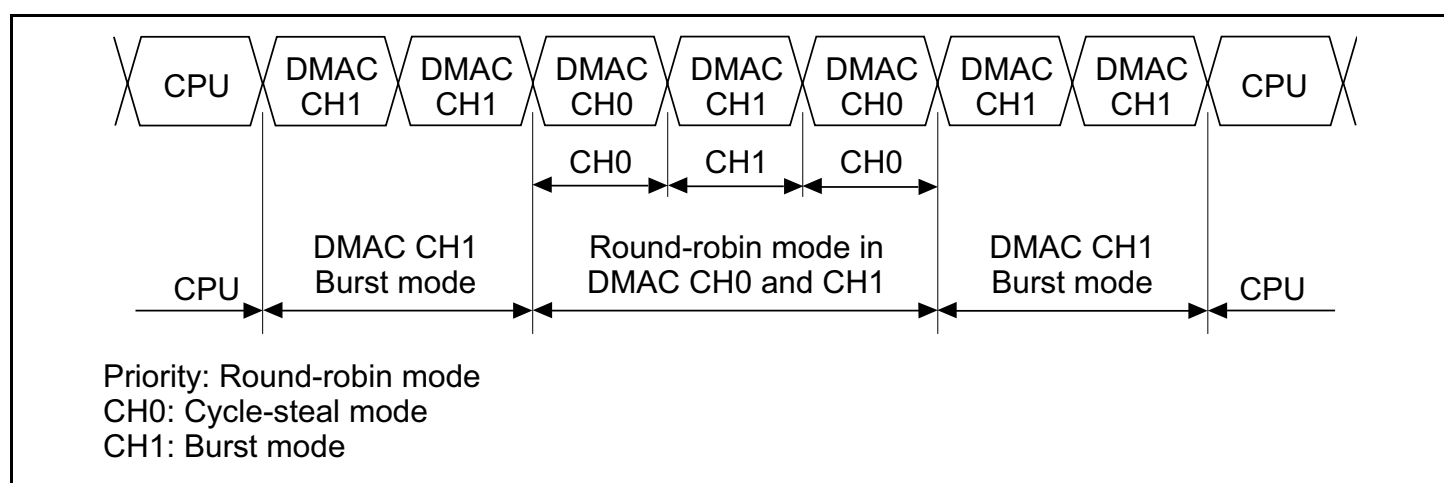 CPU DMAC CH1 DMAC CH1 DMAC CH0 DMAC CH1 DMAC CH0 DMAC CH1 DMAC CH1 CPU
CH0 CH1 CH0
CPU
DMAC CH1
Burst mode
Round-robin mode in
DMAC CH0 and CH1
DMAC CH1
Burst mode
CPU
Priority: Round-robin mode
CH0: Cycle-steal mode
CH1: Burst mode